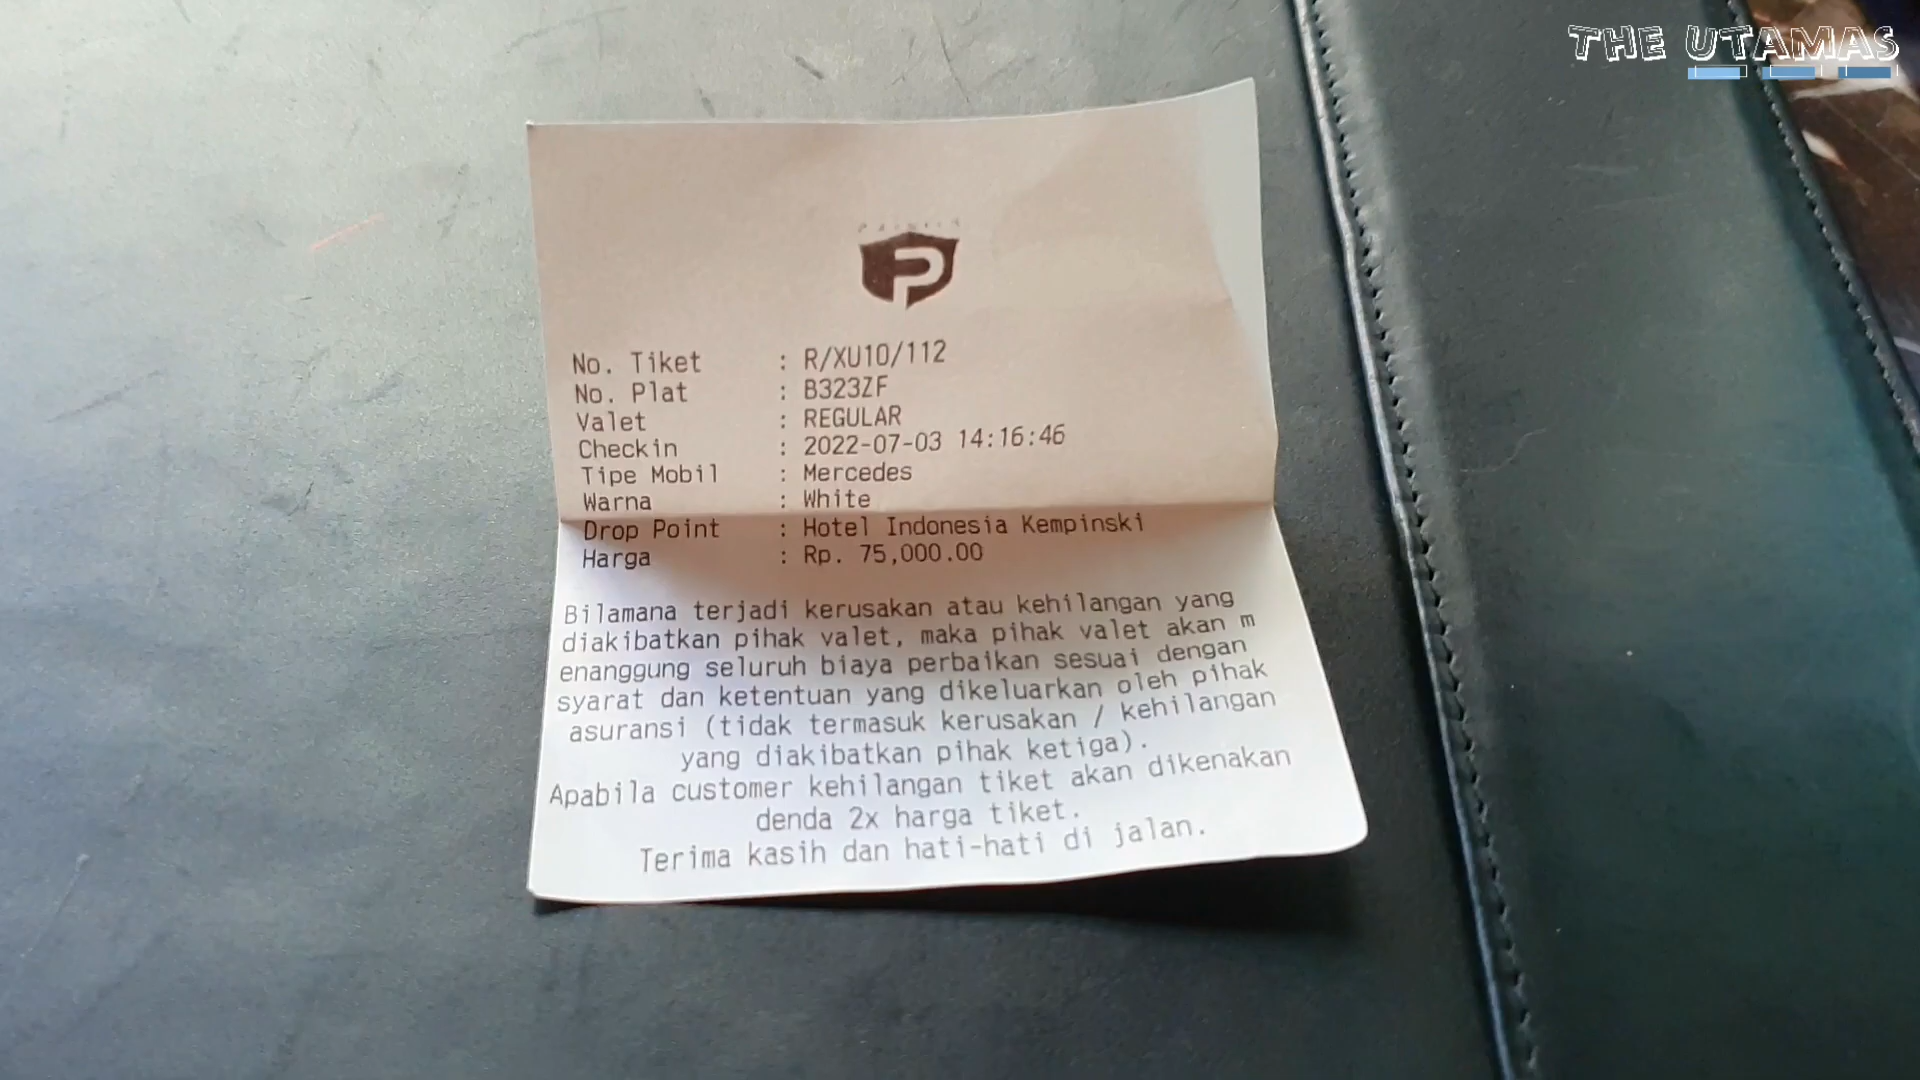 THE UTAMAS
P
No. Tiket : R/XU10/112
No. Plat : B323ZF
Valet : REGULAR
Checkin : 2022-07-03 14:16:46
Tipe Mobil : Mercedes
Warna : White
Drop Point : Hotel Indonesia Kempinski
Harga : Rp. 75,000.00
Bilamana terjadi kerusakan atau kehilangan yang
diakibatkan pihak valet, maka pihak valet akan m
enanggung seluruh biaya perbaikan sesuai dengan
syarat dan ketentuan yang dikeluarkan oleh pihak
asuransi (tidak termasuk kerusakan / kehilangan
yang diakibatkan pihak ketiga).
Apabila customer kehilangan tiket akan dikenakan
denda 2x harga tiket.
Terima kasih dan hati-hati di jalan.